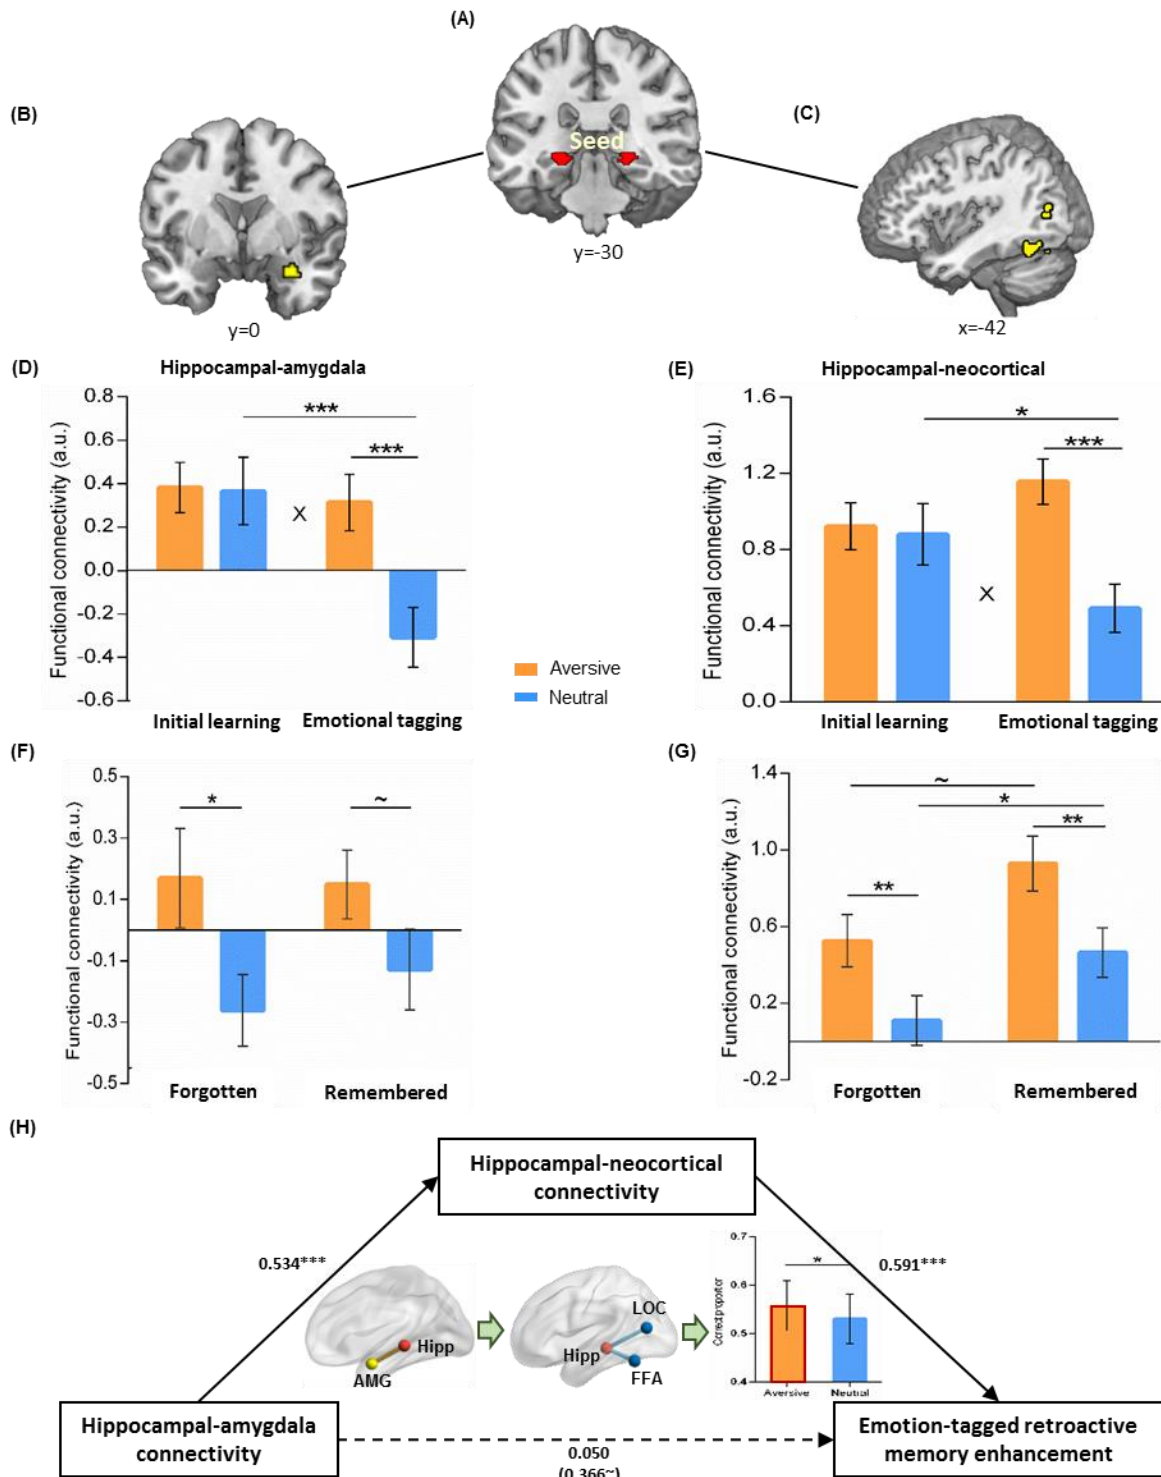 (A)
(B)
(C)
Seed
y=-30
y=0
x=-42
(D)
Hippocampal-amygdala
Functional connectivity (a.u.)
0.8
0.6
0.4
0.2
0.0
-0.2
-0.4
-0.6
***
***
X
Initial learning
Emotional tagging
Aversive
Neutral
(E)
Hippocampal-neocortical
Functional connectivity (a.u.)
1.6
1.2
0.8
0.4
0.0
*
***
X
Initial learning
Emotional tagging
(F)
Functional connectivity (a.u.)
0.5
0.3
0.1
-0.1
-0.3
-0.5
*
~
Forgotten
Remembered
(G)
Functional connectivity (a.u.)
1.4
1.0
0.6
0.2
-0.2
~
*
**
**
Forgotten
Remembered
(H)
Hippocampal-neocortical
connectivity
0.534***
0.591***
Hipp
AMG
LOC
Hipp
FFA
Correct proportion
0.7
0.6
0.5
0.4
*
Aversive
Neutral
Hippocampal-amygdala
connectivity
0.050
(0.366~)
Emotion-tagged retroactive
memory enhancement